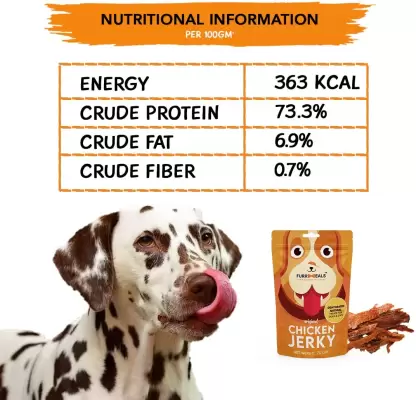 NUTRITIONAL INFORMATION
PER 100GM
ENERGY 363 KCAL
CRUDE PROTEIN 73.3%
CRUDE FAT 6.9%
CRUDE FIBER 0.7%
CHICKEN
JERKY